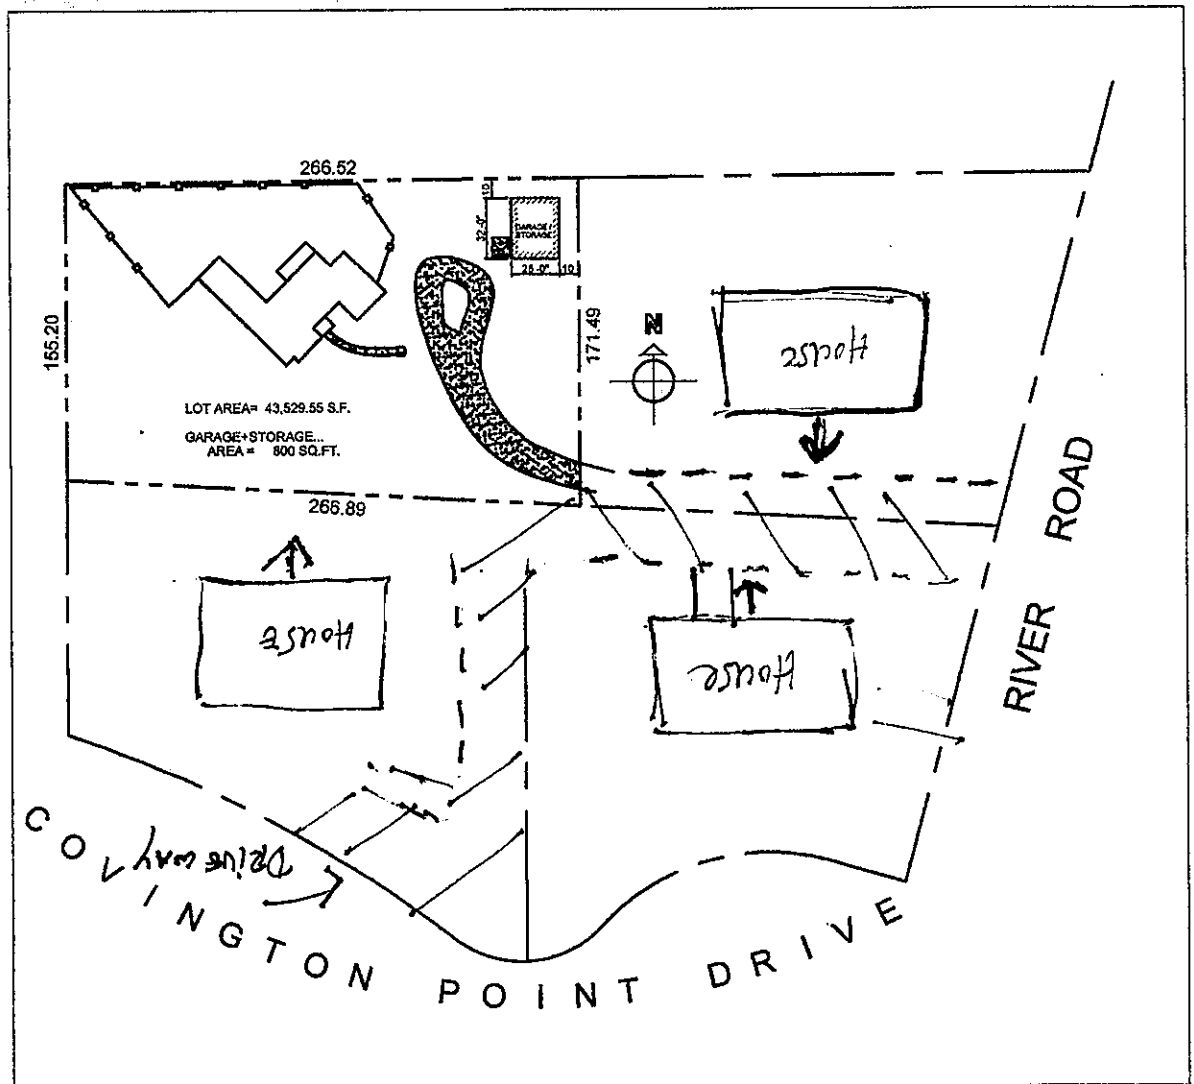 266.52
10
32'-0"
GARAGE/
STORAGE
25'-0"
10
155.20
171.49
N
House
LOT AREA= 43,529.55 S.F.
GARAGE+STORAGE...
AREA = 800 SQ.FT.
266.89
RIVER ROAD
House
House
DRIVE WAY
COVINGTON POINT DRIVE